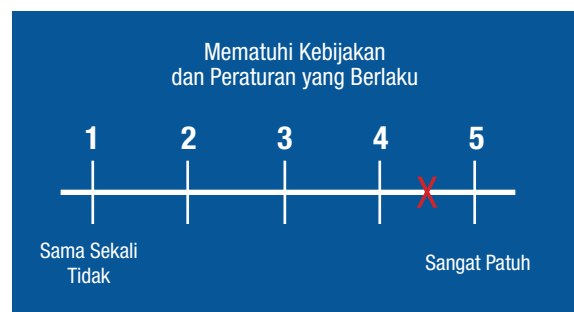 Mematuhi Kebijakan
dan Peraturan yang Berlaku
1 2 3 4 5
X
Sama Sekali
Tidak
Sangat Patuh